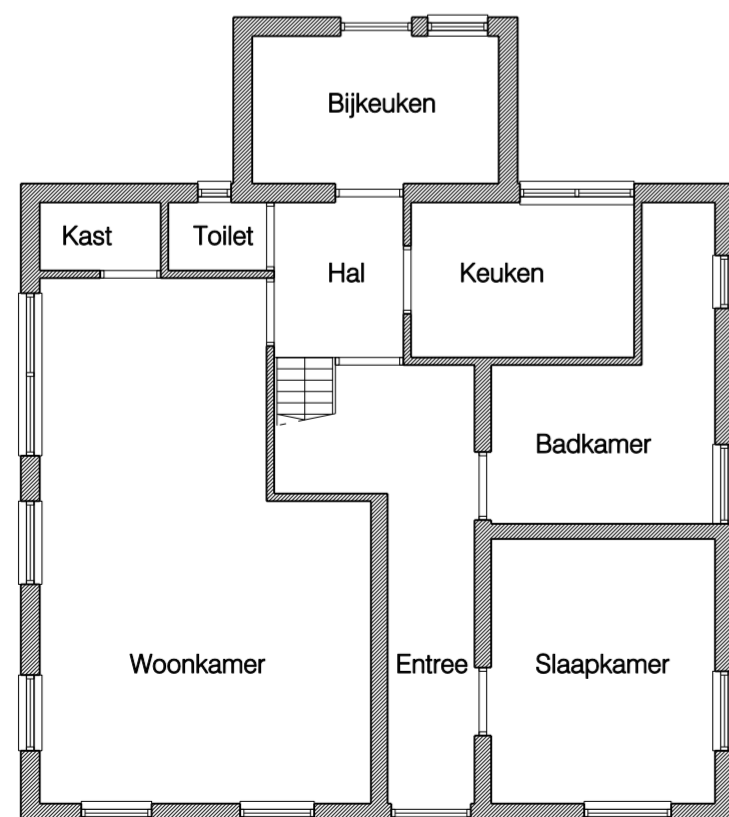 Bijkeuken
Kast
Toilet
Hal
Keuken
Badkamer
Woonkamer
Entree
Slaapkamer